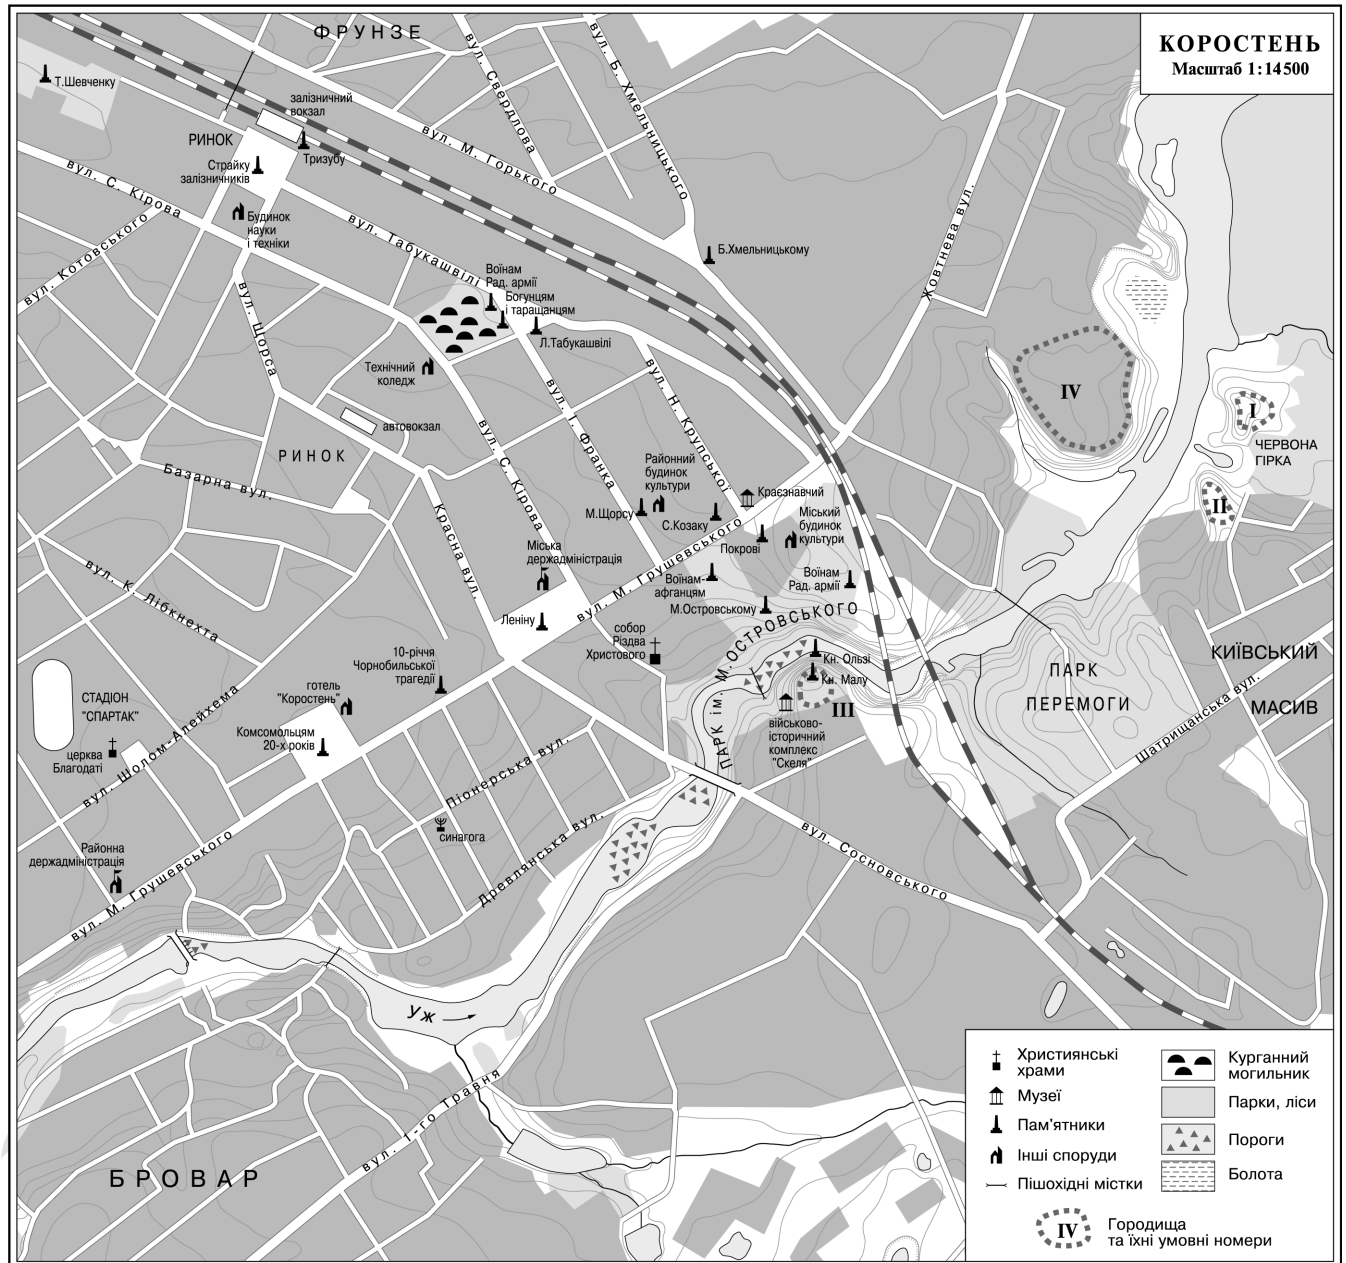 КОРОСТЕНЬ
Масштаб 1:14500
ФРУНЗЕ
Т.Шевченку
залізничний
вокзал
РИНОК
Тризубу
Страйку
залізничників
Будинок
науки
і техніки
вул. С. Кірова
вул. Котовського
вул. Щорса
вул. Табукашвілі
вул. М. Горького
вул. Свердлова
вул. Б. Хмельницького
Б.Хмельницькому
Жовтнева вул.
Воїнам
Рад. армії
Богунцям
і таращанцям
Л.Табукашвілі
Технічний
коледж
автовокзал
РИНОК
Базарна вул.
вул. С. Кірова
вул. І. Франка
вул. Н. Крупської
Красна вул.
Районний
будинок
культури
М.Щорсу
С.Козаку
Краєзнавчий
Покрові
Міський
будинок
культури
Міська
держадміністрація
Леніну
вул. М. Грушевського
Воїнам-
афганцям
Воїнам
Рад. армії
М.Островському
собор
Різдва
Христового
ПАРК ім. М. ОСТРОВСЬКОГО
Кн. Ользі
Кн. Малу
III
військово-
історичний
комплекс
"Скеля"
IV
I
ЧЕРВОНА
ГІРКА
II
ПАРК
ПЕРЕМОГИ
КИЇВСЬКИЙ
МАСИВ
Шатрищанська вул.
вул. К. Лібкнехта
СТАДІОН
"СПАРТАК"
церква
Благодаті
вул. Шолом-Алейхема
10-річчя
Чорнобильської
трагедії
готель
"Коростень"
Комсомольцям
20-х років
Піонерська вул.
синагога
Древлянська вул.
Районна
держадміністрація
вул. М. Грушевського
вул. Сосновського
УЖ
вул. 1-го Травня
БРОВАР
Християнські
храми
Музеї
Пам'ятники
Інші споруди
Пішохідні містки
Курганний
могильник
Парки, ліси
Пороги
Болота
IV
Городища
та їхні умовні номери